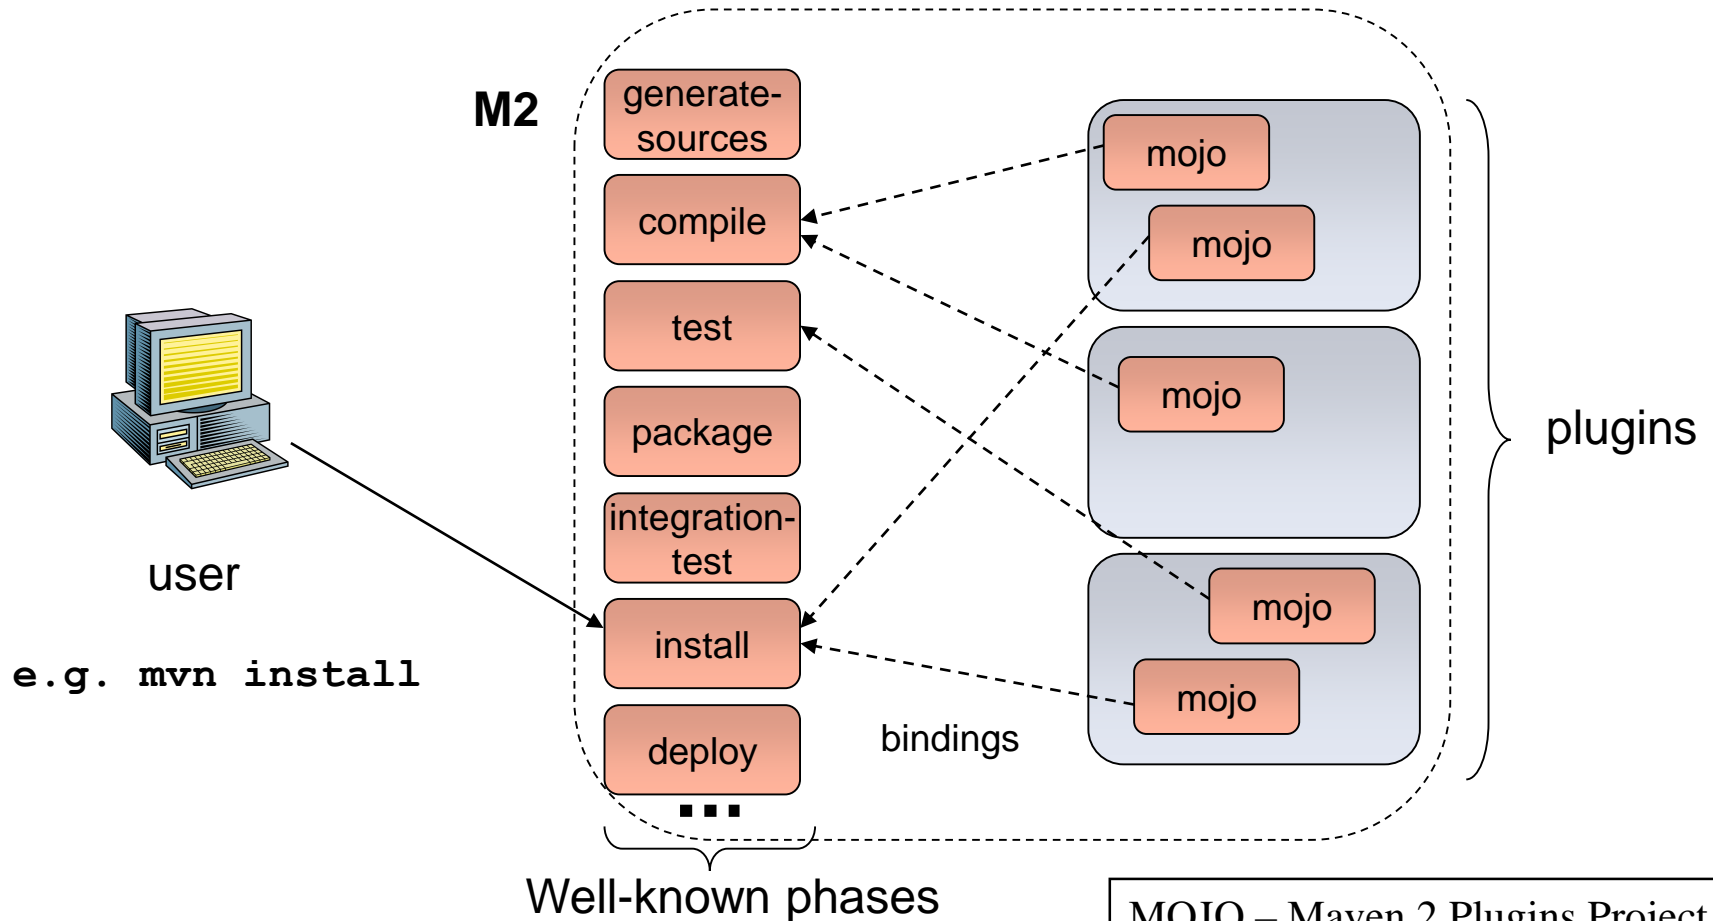 M2
generate-
sources
compile
test
package
integration-
test
install
deploy
...
mojo
mojo
mojo
mojo
mojo
plugins
bindings
user
e.g. mvn install
Well-known phases
MOJO – Maven 2 Plugins Project